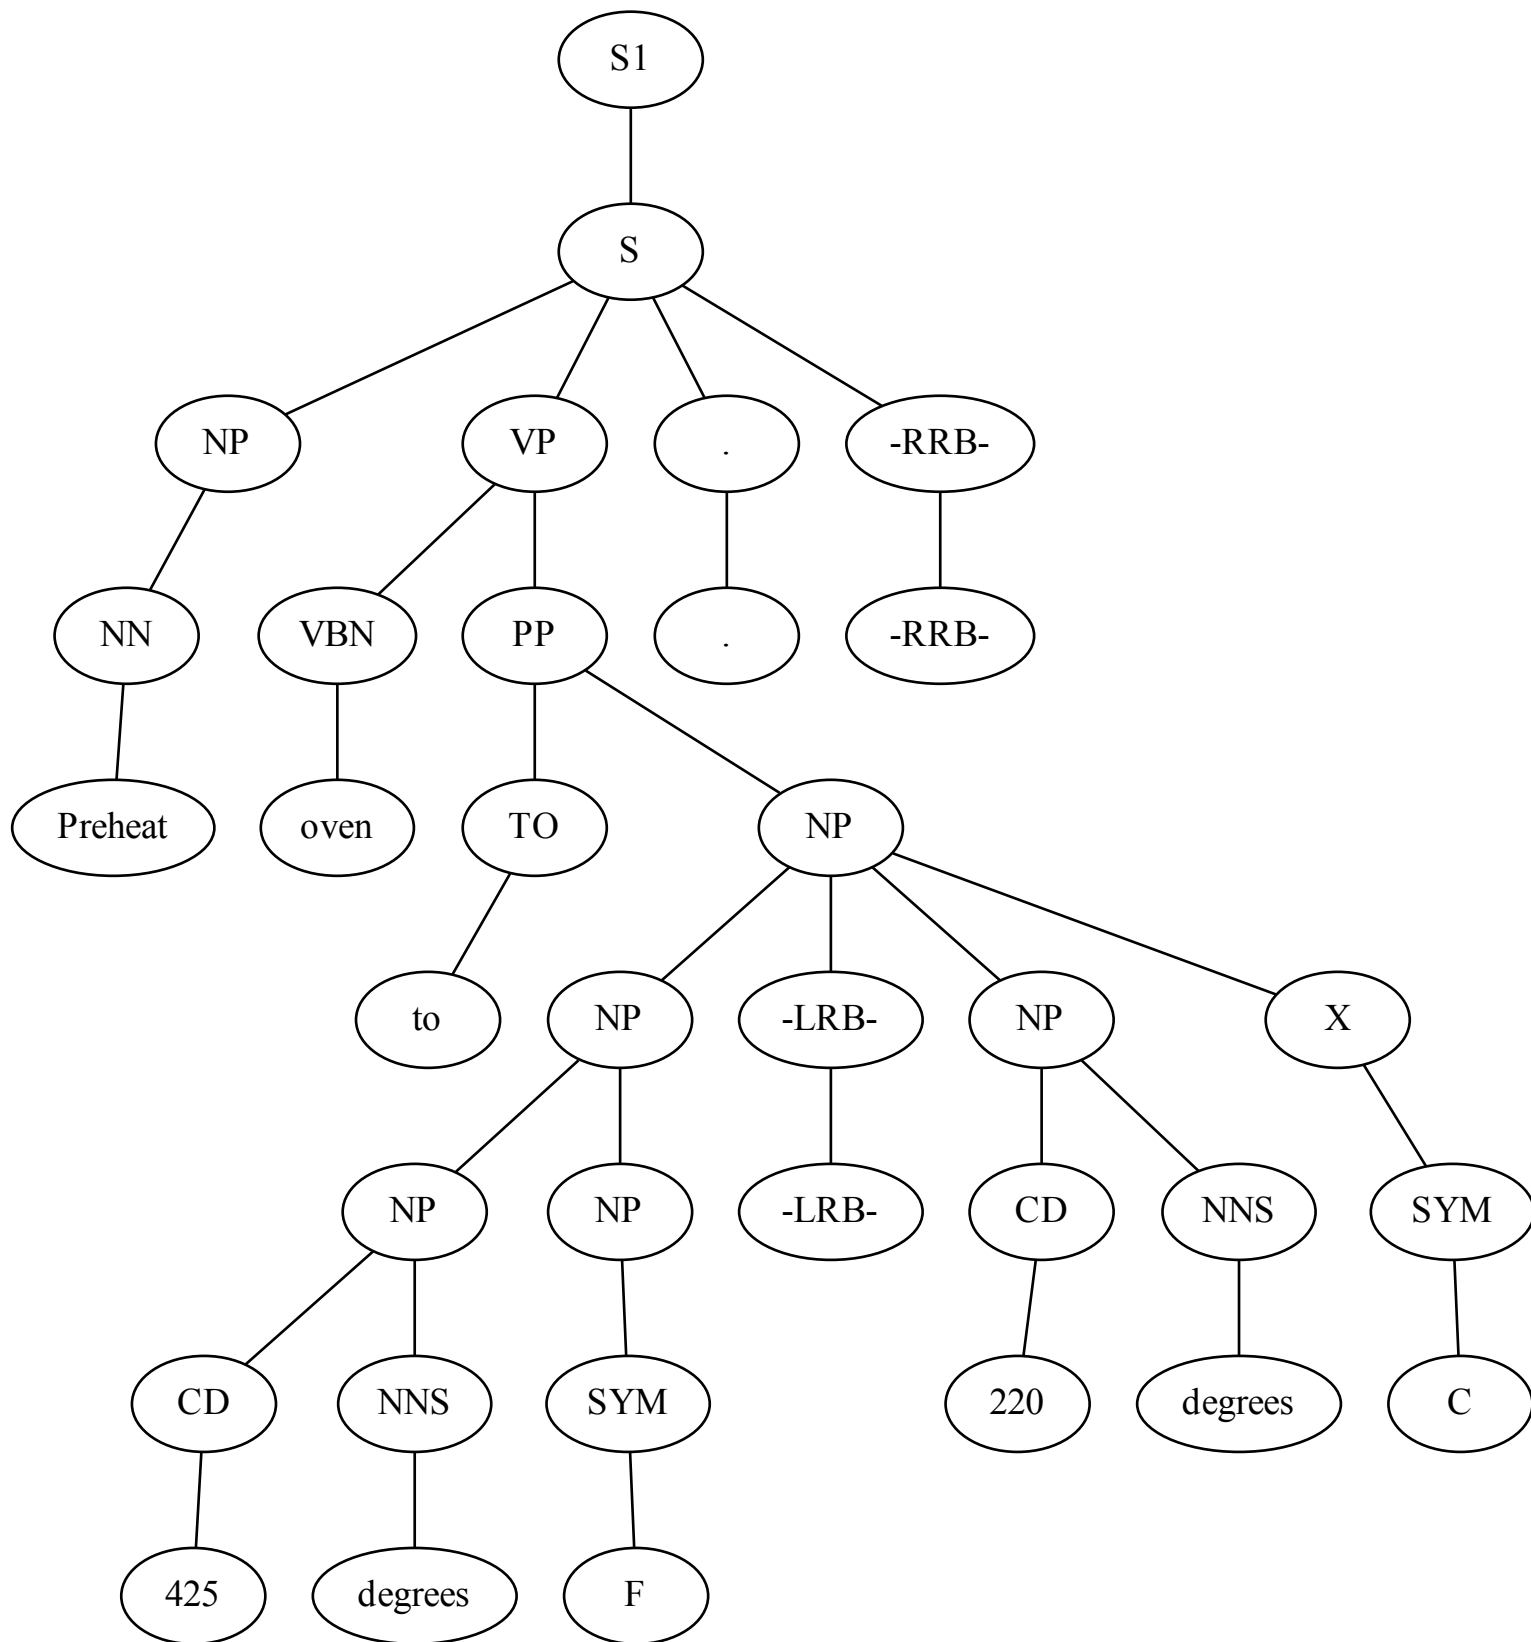 S1
S
NP VP . -RRB-
NN VBN PP . -RRB-
Preheat oven TO NP
to NP -LRB- NP X
NP NP -LRB- CD NNS SYM
CD NNS SYM 220 degrees C
425 degrees F